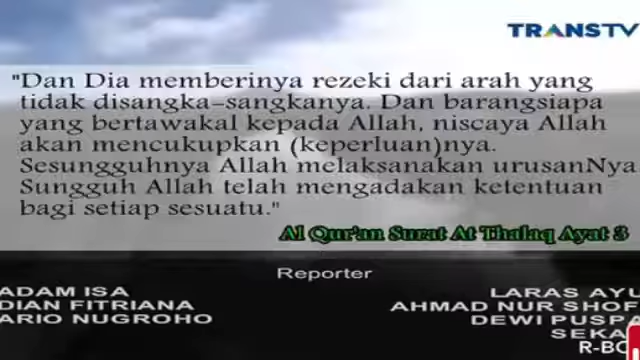 TRANSTV
"Dan Dia memberinya rezeki dari arah yang
tidak disangka-sangkanya. Dan barangsiapa
yang bertawakal kepada Allah, niscaya Allah
akan mencukupkan (keperluan)nya.
Sesungguhnya Allah melaksanakan urusanNya
Sungguh Allah telah mengadakan ketentuan
bagi setiap sesuatu."
Al Qur'an Surat At Thalaq Ayat 3
Reporter
ADAM ISA
DIAN FITRIANA
ARIO NUGROHO
LARAS AYU
AHMAD NUR SHOF
DEWI PUSPA
SEKA
R-BO